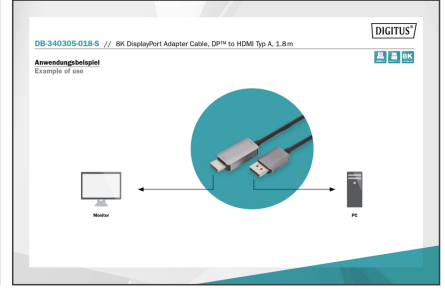 DIGITUS®
DB-340305-018-S // 8K DisplayPort Adapter Cable, DP™ to HDMI Typ A, 1.8m
8K
Anwendungsbeispiel
Example of use
Monitor
PC